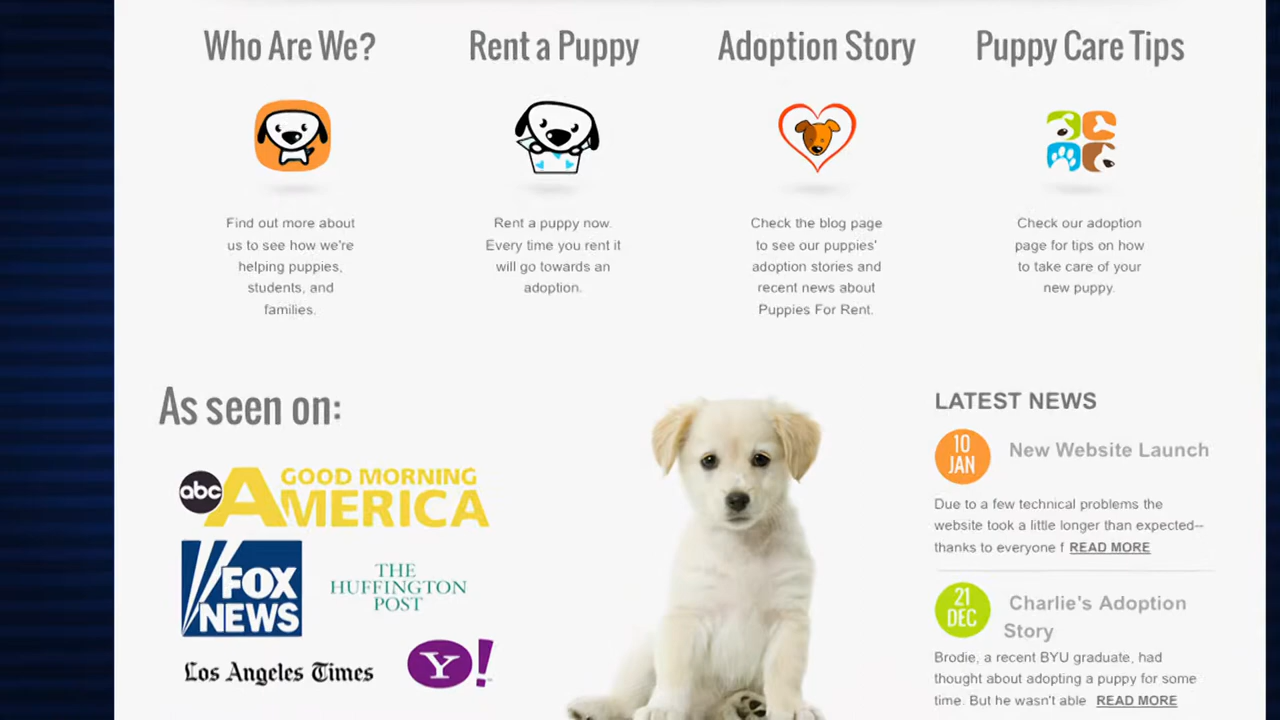 Who Are We?
Rent a Puppy
Adoption Story
Puppy Care Tips
Find out more about
us to see how we're
helping puppies,
students, and
families.
Rent a puppy now.
Every time you rent it
will go towards an
adoption.
Check the blog page
to see our puppies'
adoption stories and
recent news about
Puppies For Rent.
Check our adoption
page for tips on how
to take care of your
new puppy.
As seen on:
abc GOOD MORNING
AMERICA
FOX
NEWS
THE
HUFFINGTON
POST
Los Angeles Times
Y!
LATEST NEWS
10
JAN
New Website Launch
Due to a few technical problems the
website took a little longer than expected--
thanks to everyone f READ MORE
21
DEC
Charlie's Adoption
Story
Brodie, a recent BYU graduate, had
thought about adopting a puppy for some
time. But he wasn't able READ MORE